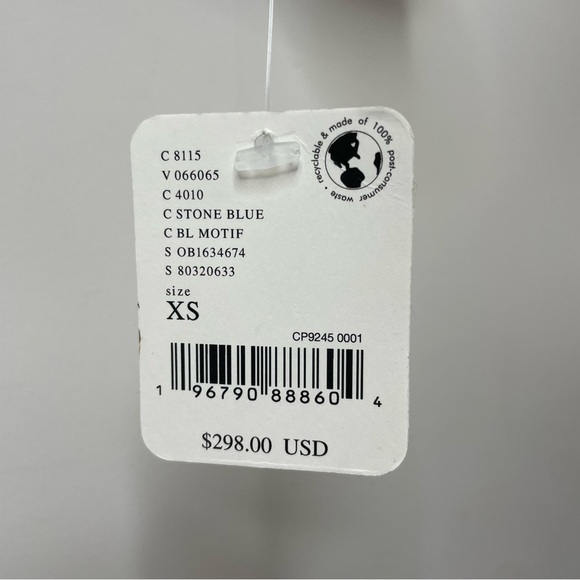 C 8115
V 066065
C 4010
C STONE BLUE
C BL MOTIF
S OB1634674
S 80320633
size
XS
recyclable & made of 100% post-consumer waste •
CP9245 0001
1 96790 88860 4
$298.00 USD